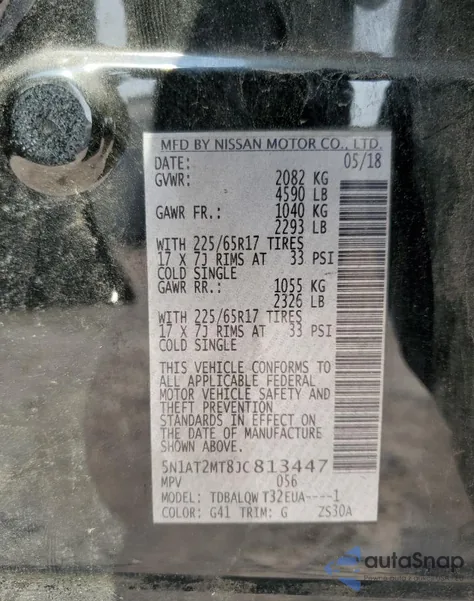 MFD BY NISSAN MOTOR CO., LTD.
DATE: 05/18
GVWR: 2082 KG
4590 LB
GAWR FR.: 1040 KG
2293 LB
WITH 225/65R17 TIRES
17 X 7J RIMS AT 33 PSI
COLD SINGLE
GAWR RR.: 1055 KG
2326 LB
WITH 225/65R17 TIRES
17 X 7J RIMS AT 33 PSI
COLD SINGLE
THIS VEHICLE CONFORMS TO
ALL APPLICABLE FEDERAL
MOTOR VEHICLE SAFETY AND
THEFT PREVENTION
STANDARDS IN EFFECT ON
THE DATE OF MANUFACTURE
SHOWN ABOVE.
5N1AT2MT8JC813447
MPV 056
MODEL: TDBALQW T32EUA----1
COLOR: G41 TRIM: G ZS30A
autoSnap